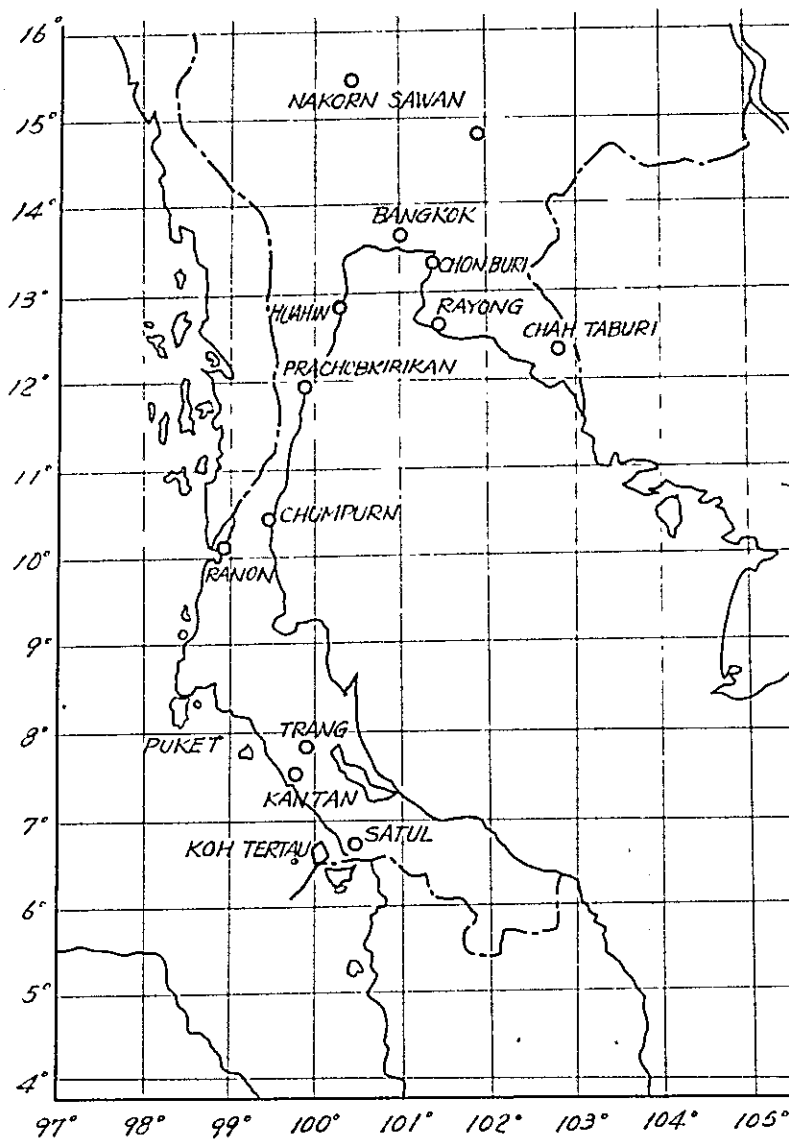 16°
NAKORN SAWAN
15°
14°
BANGKOK
CHON BURI
13°
HUAHIN
RAYONG
CHAH TABURI
PRACHUBKIRIKAN
12°
11°
CHUMPURN
10°
RANON
9°
8°
TRANG
PUKET
KANTAN
7°
SATUL
KOH TERTAU
6°
5°
4°
97° 98° 99° 100° 101° 102° 103° 104° 105°